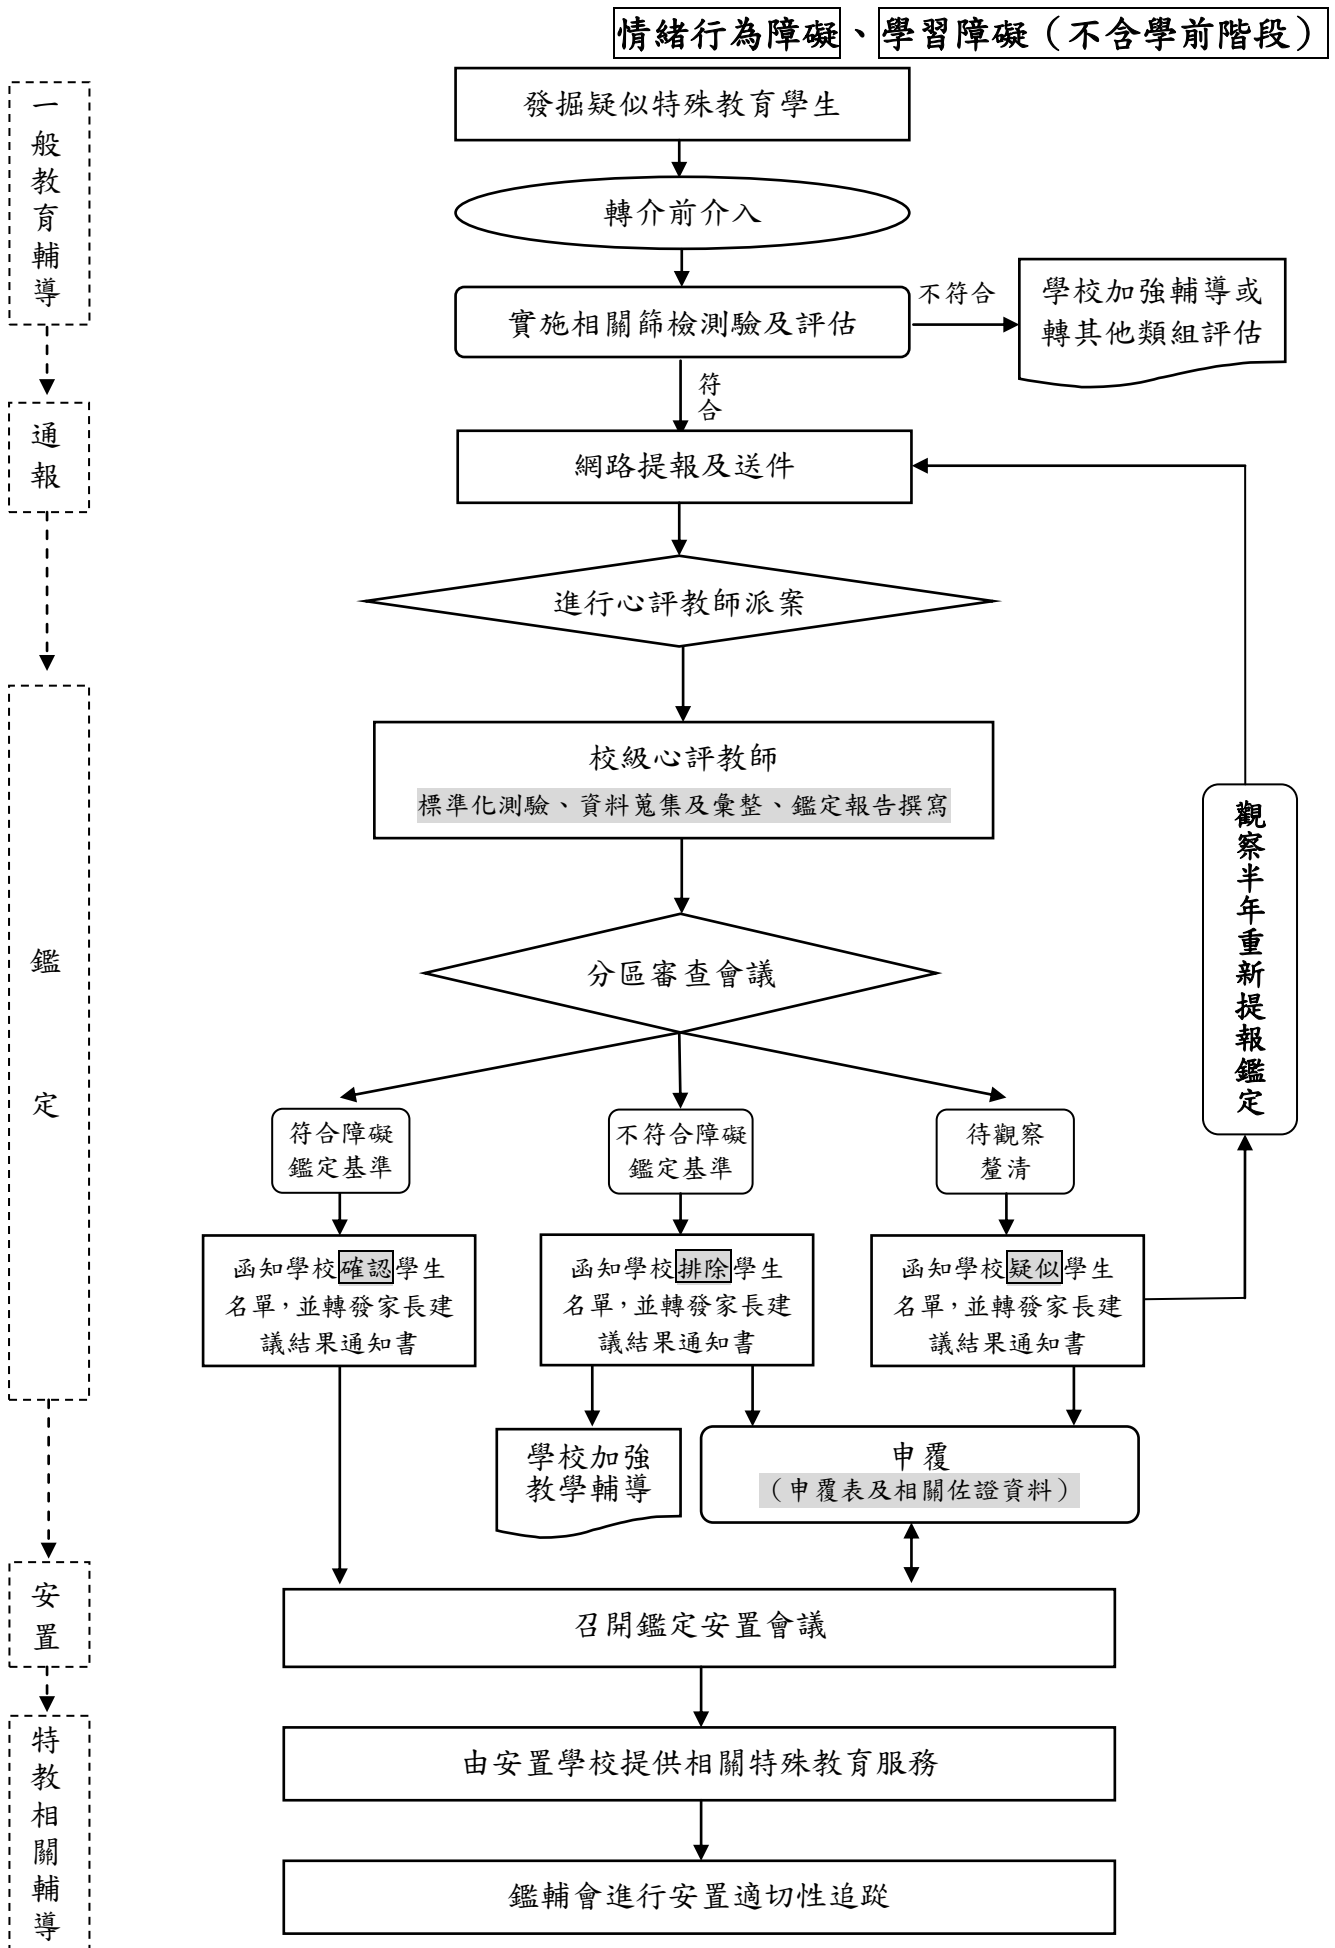 情緒行為障礙、學習障礙（不含學前階段）
一般教育輔導
發掘疑似特殊教育學生
轉介前介入
實施相關篩檢測驗及評估
不符合
學校加強輔導或
轉其他類組評估
符合
通報
網路提報及送件
進行心評教師派案
鑑定
校級心評教師
標準化測驗、資料蒐集及彙整、鑑定報告撰寫
觀察半年重新提報鑑定
分區審查會議
符合障礙
鑑定基準
不符合障礙
鑑定基準
待觀察
釐清
函知學校確認學生
名單，並轉發家長建
議結果通知書
函知學校排除學生
名單，並轉發家長建
議結果通知書
函知學校疑似學生
名單，並轉發家長建
議結果通知書
學校加強
教學輔導
申覆
（申覆表及相關佐證資料）
安置
召開鑑定安置會議
特教相關輔導
由安置學校提供相關特殊教育服務
鑑輔會進行安置適切性追蹤